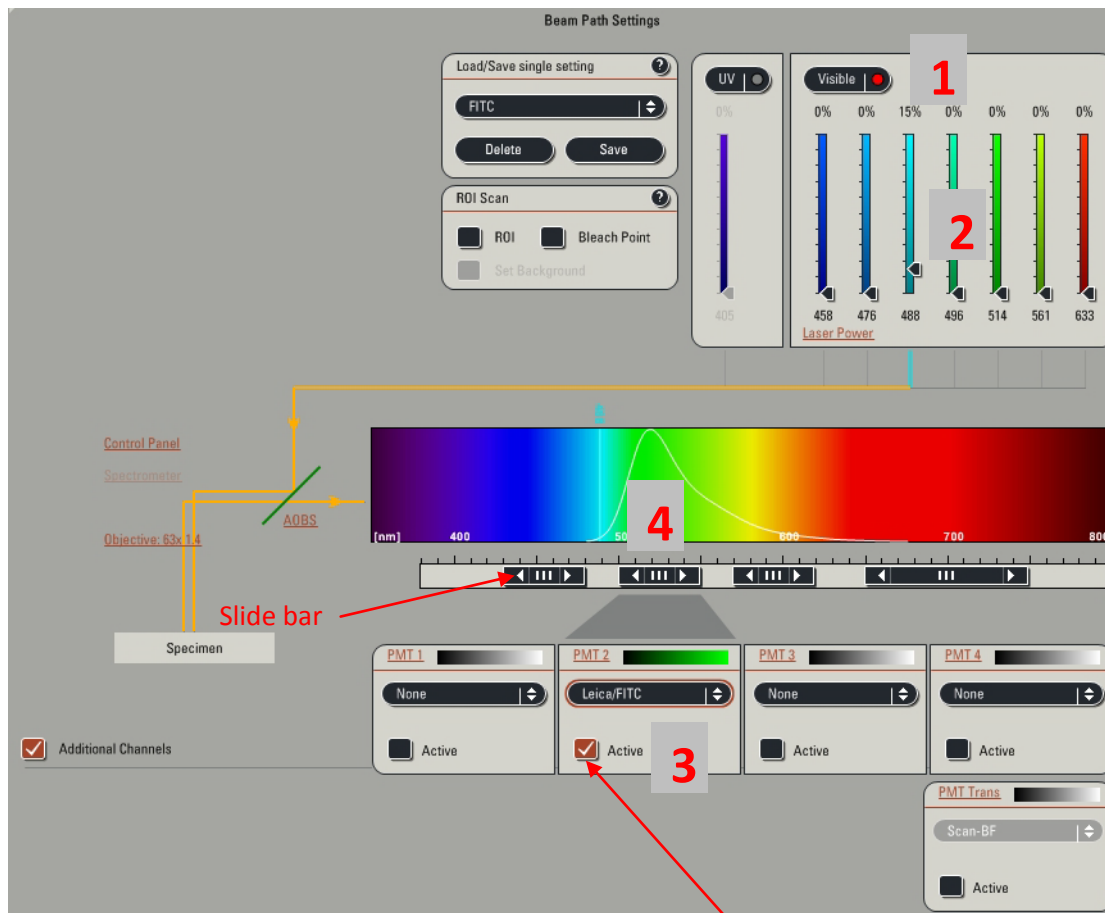 Beam Path Settings
Load/Save single setting ?
FITC
Delete Save
ROI Scan ?
ROI Bleach Point
Set Background
UV
0%
405
Visible
1
0% 0% 15% 0% 0% 0% 0%
2
458 476 488 496 514 561 633
Laser Power
Control Panel
Spectrometer
AOBS
Objective: 63x 1.4
[nm] 400 50 600 700 800
4
Slide bar
Specimen
PMT 1 PMT 2 PMT 3 PMT 4
None Leica/FITC None None
Additional Channels
Active Active Active Active
3
PMT Trans
Scan-BF
Active